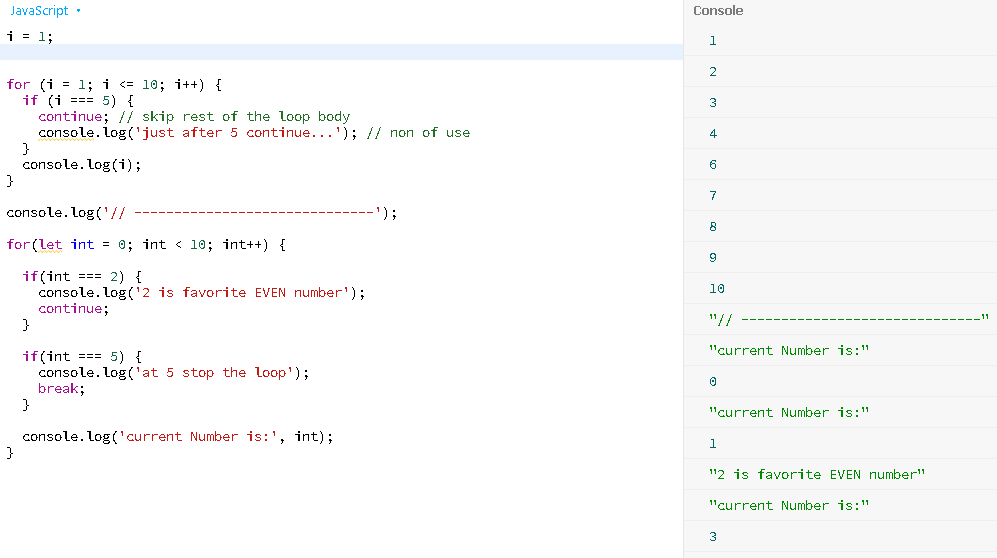 JavaScript
i = 1;
for (i = 1; i <= 10; i++) {
if (i === 5) {
continue; // skip rest of the loop body
console.log('just after 5 continue...'); // non of use
}
console.log(i);
}
console.log('// ------------------------------');
for(let int = 0; int < 10; int++) {
if(int === 2) {
console.log('2 is favorite EVEN number');
continue;
}
if(int === 5) {
console.log('at 5 stop the loop');
break;
}
console.log('current Number is:', int);
}
Console
1
2
3
4
6
7
8
9
10
"// ------------------------------"
"current Number is:"
0
"current Number is:"
1
"2 is favorite EVEN number"
"current Number is:"
3